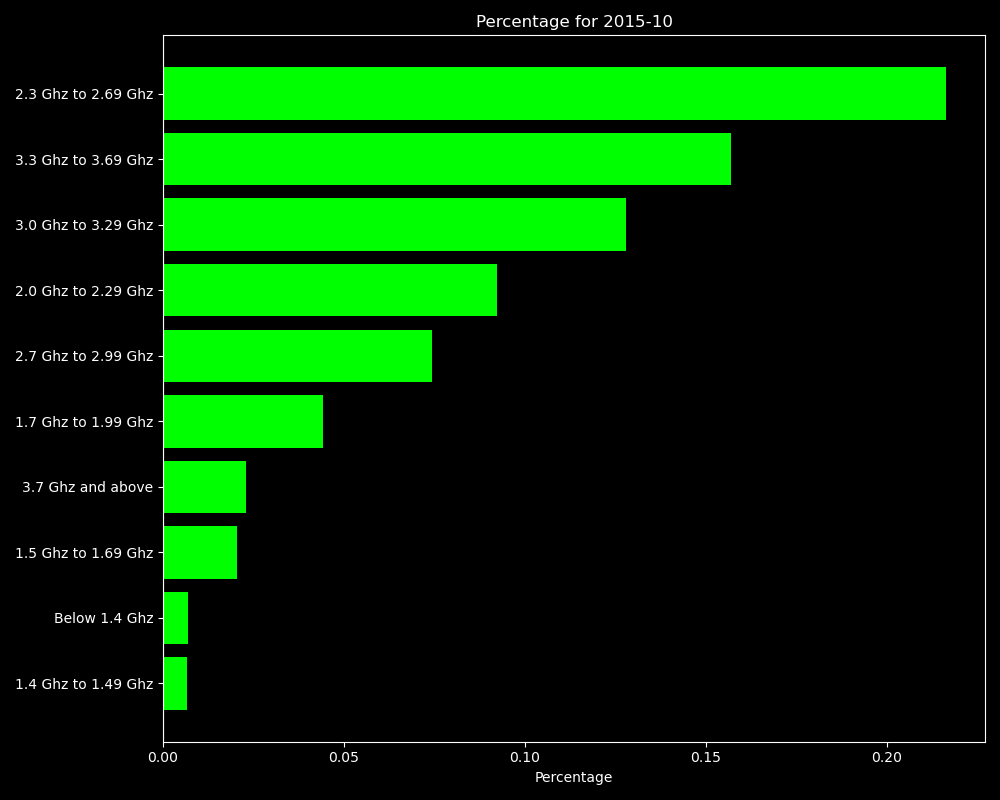 Percentage for 2015-10
2.3 Ghz to 2.69 Ghz
3.3 Ghz to 3.69 Ghz
3.0 Ghz to 3.29 Ghz
2.0 Ghz to 2.29 Ghz
2.7 Ghz to 2.99 Ghz
1.7 Ghz to 1.99 Ghz
3.7 Ghz and above
1.5 Ghz to 1.69 Ghz
Below 1.4 Ghz
1.4 Ghz to 1.49 Ghz
0.00 0.05 0.10 0.15 0.20
Percentage